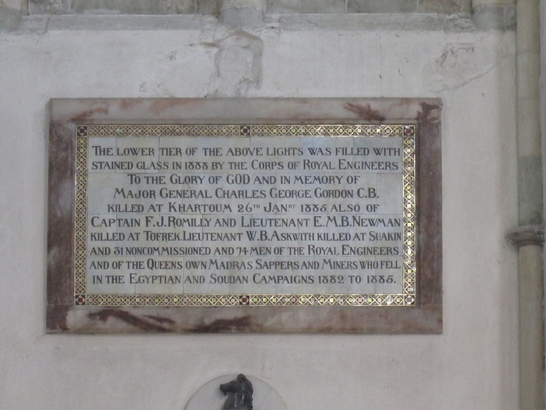 THE LOWER TIER OF THE ABOVE LIGHTS WAS FILLED WITH
STAINED GLASS IN 1888 BY THE CORPS OF ROYAL ENGINEERS
TO THE GLORY OF GOD AND IN MEMORY OF
MAJOR GENERAL CHARLES GEORGE GORDON C.B.
KILLED AT KHARTOUM 26TH JANRY 1885 ALSO OF
CAPTAIN F.J. ROMILLY AND LIEUTENANT E.M.B. NEWMAN
KILLED AT TOFREK LIEUTENANT W.B. ASKWITH KILLED AT SUAKIN
AND 31 NONCOMMISSIONED AND 74 MEN OF THE ROYAL ENGINEERS
AND OF THE QUEENS OWN MADRAS SAPPERS AND MINERS WHO FELL
IN THE EGYPTIAN AND SOUDAN CAMPAIGNS 1882 TO 1885.